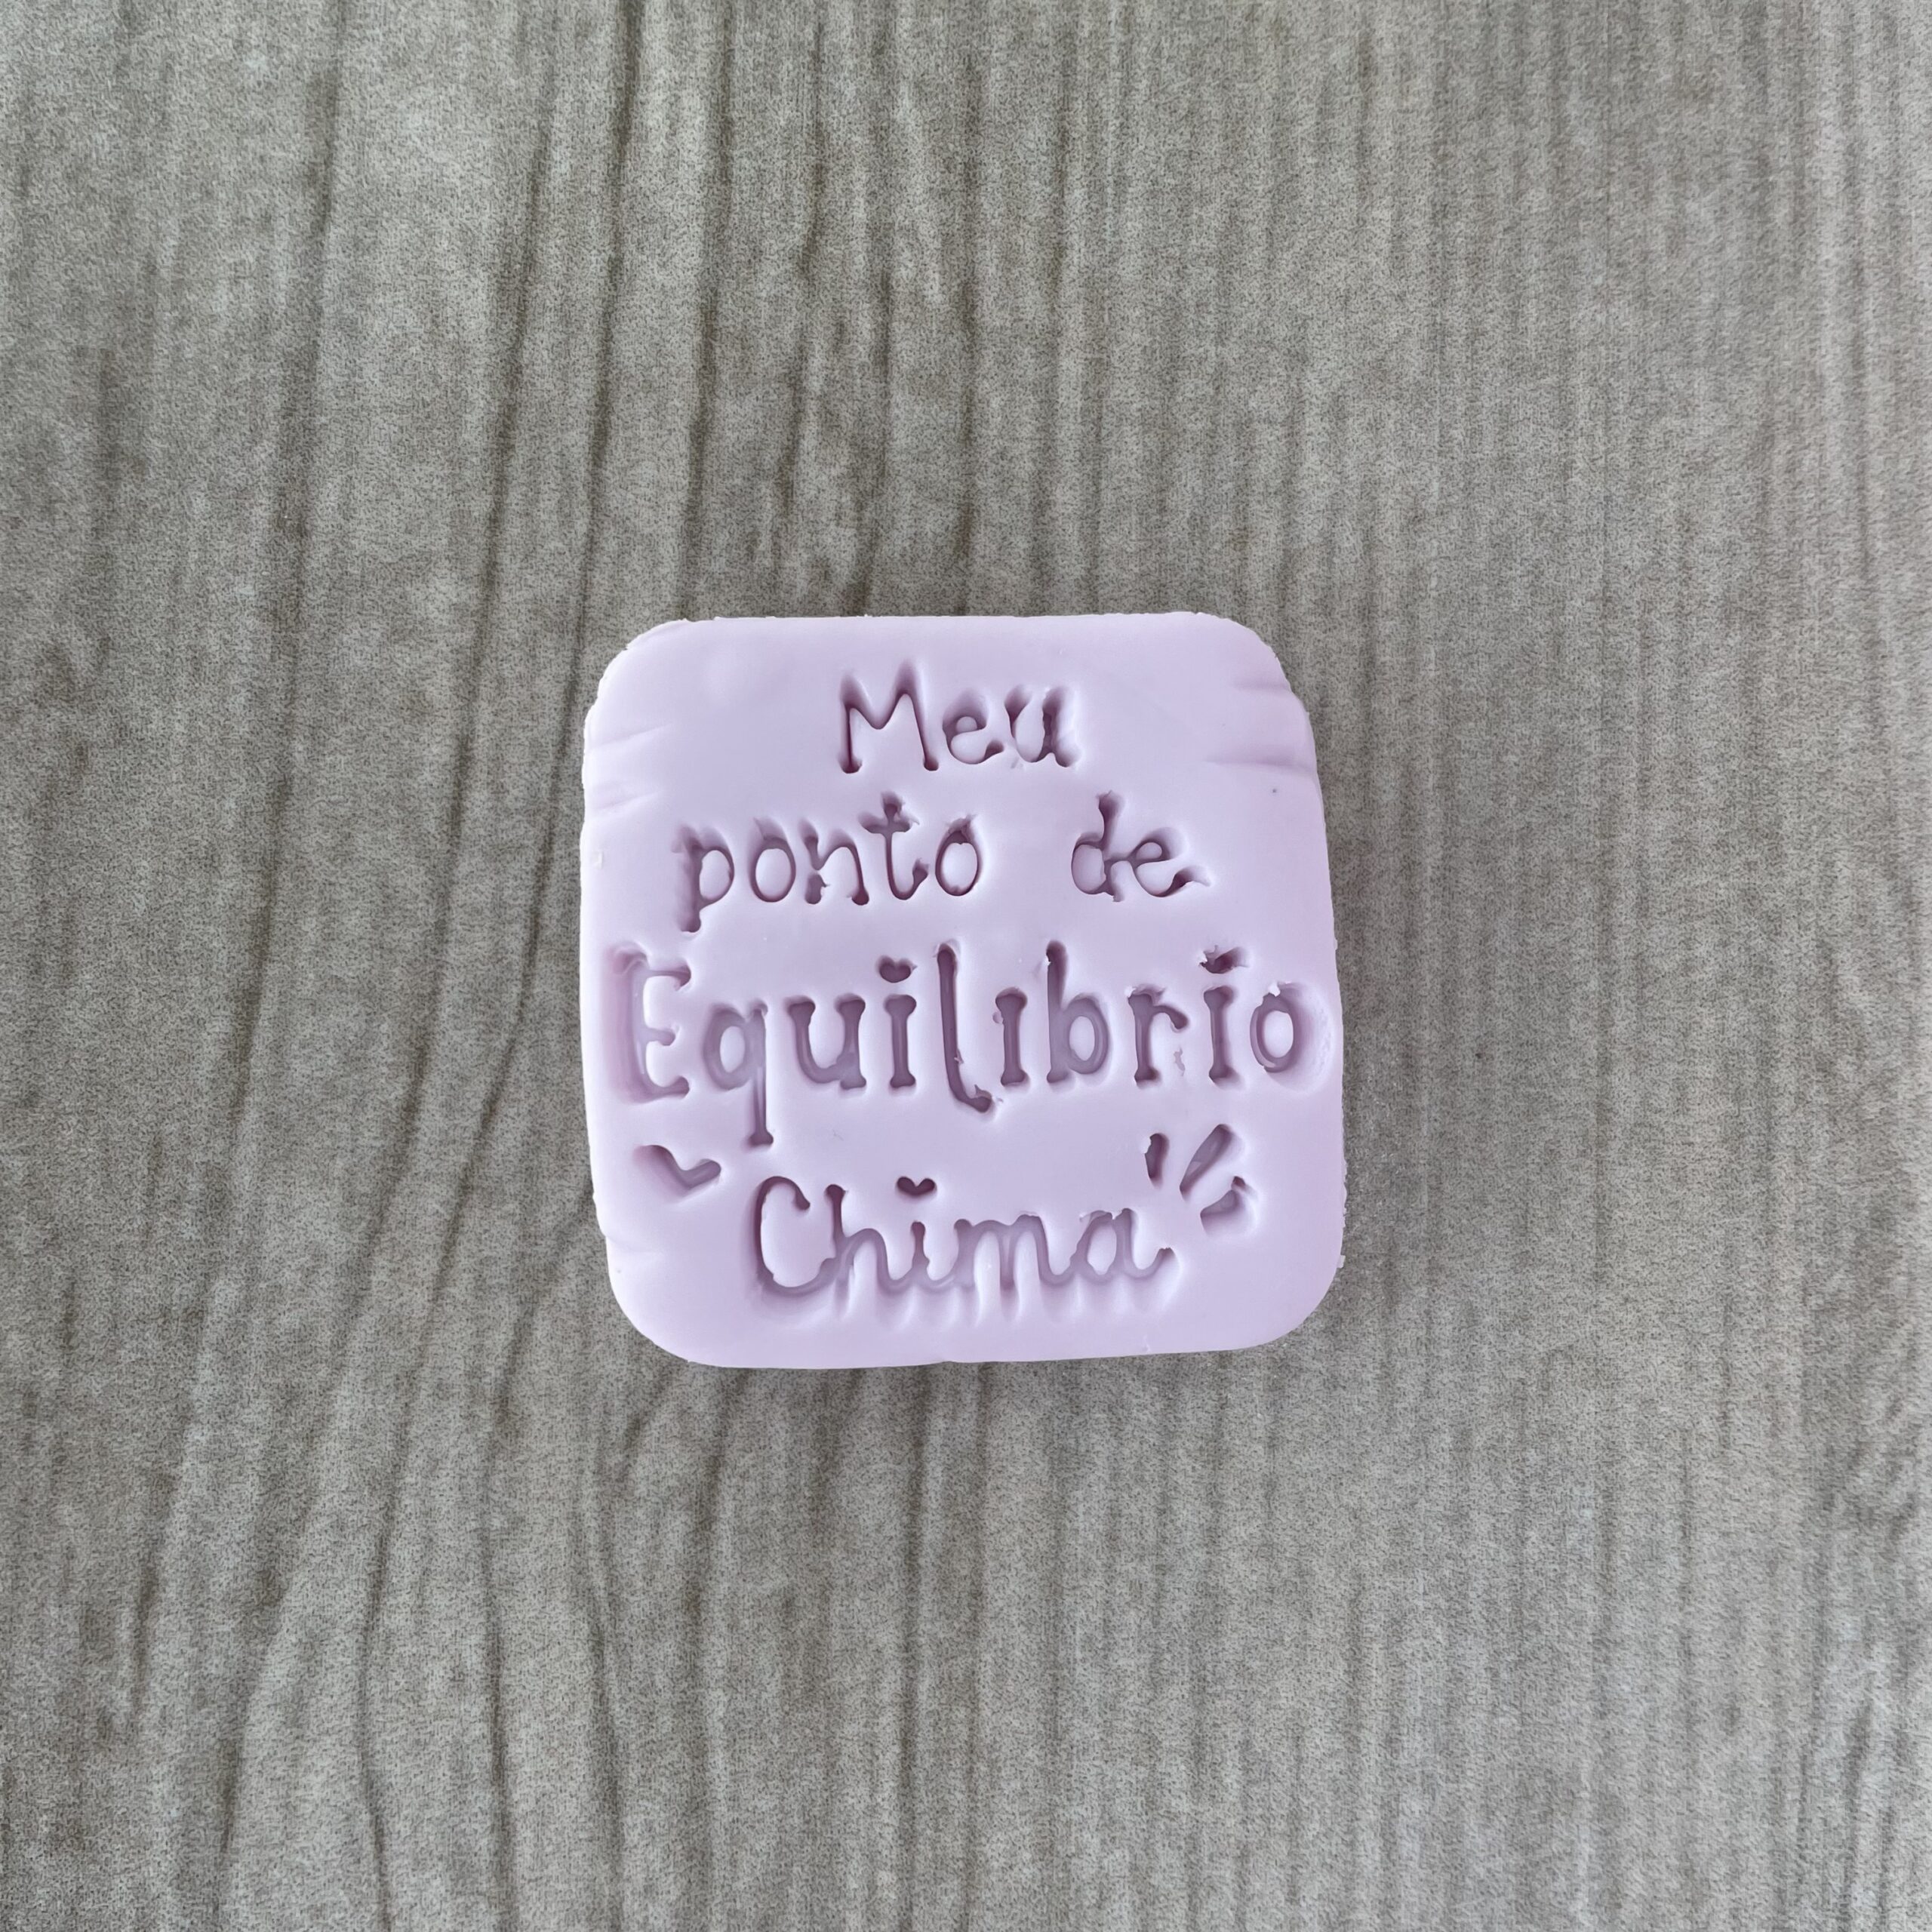 Meu
ponto de
Equilibrio
Chima